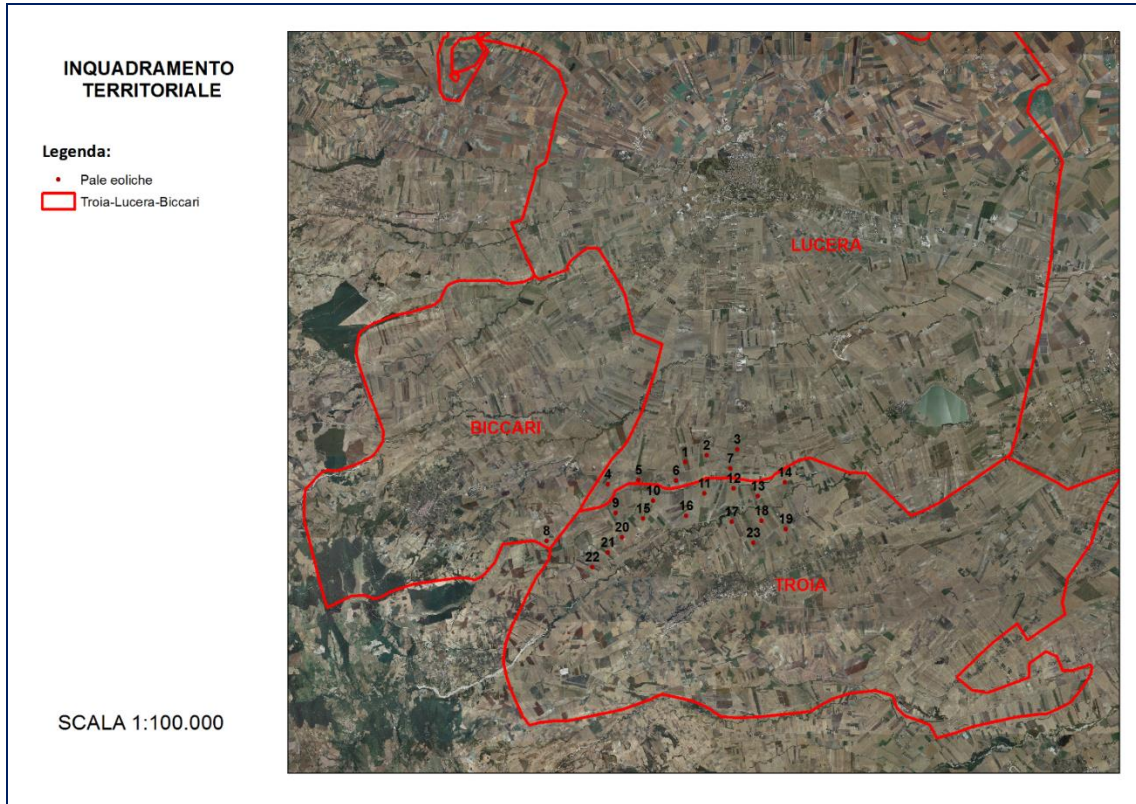 INQUADRAMENTO
TERRITORIALE
Legenda:
Pale eoliche
Troia-Lucera-Biccari
SCALA 1:100.000
LUCERA
BICCARI
TROIA
1
2
3
4
5
6
7
8
9
10
11
12
13
14
15
16
17
18
19
20
21
22
23